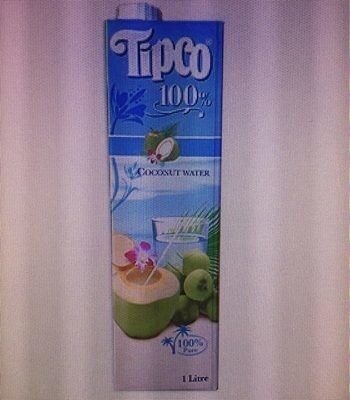 Tipco
100%
COCONUT WATER
100%
Pure
1 Litre